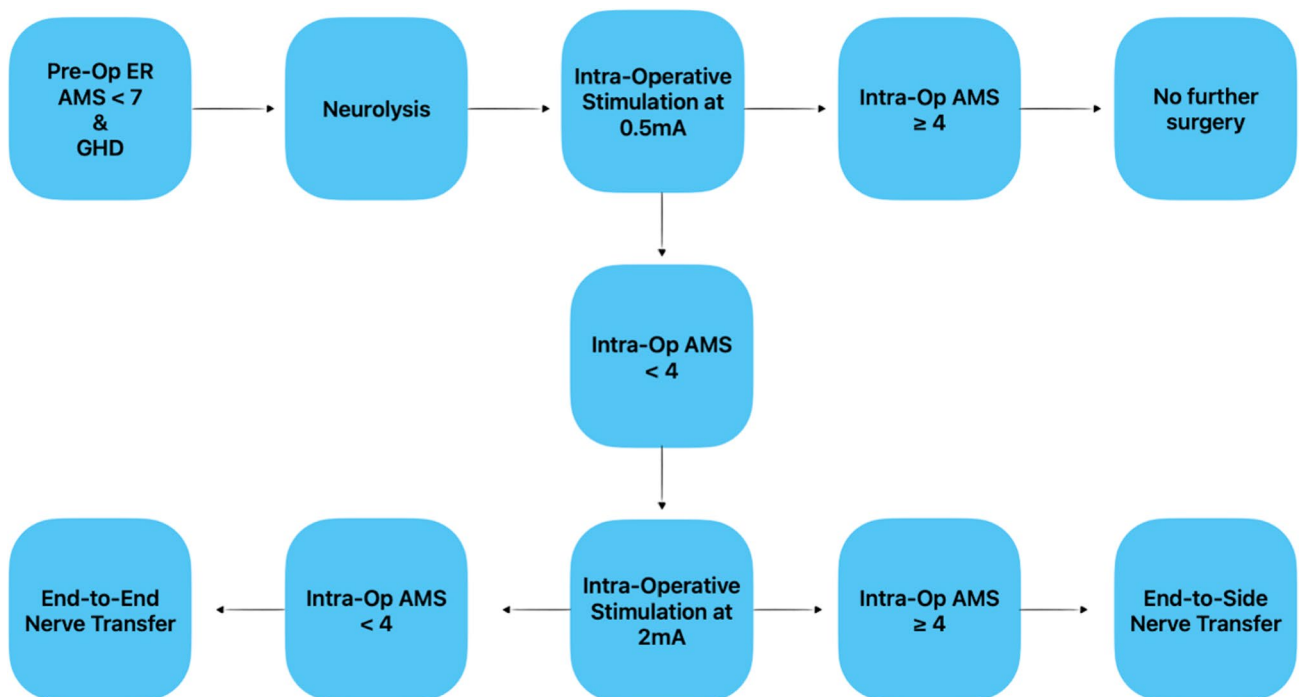 Pre-Op ER
AMS < 7
&
GHD
Neurolysis
Intra-Operative
Stimulation at
0.5mA
Intra-Op AMS
≥ 4
No further
surgery
Intra-Op AMS
< 4
End-to-End
Nerve Transfer
Intra-Op AMS
< 4
Intra-Operative
Stimulation at
2mA
Intra-Op AMS
≥ 4
End-to-Side
Nerve Transfer